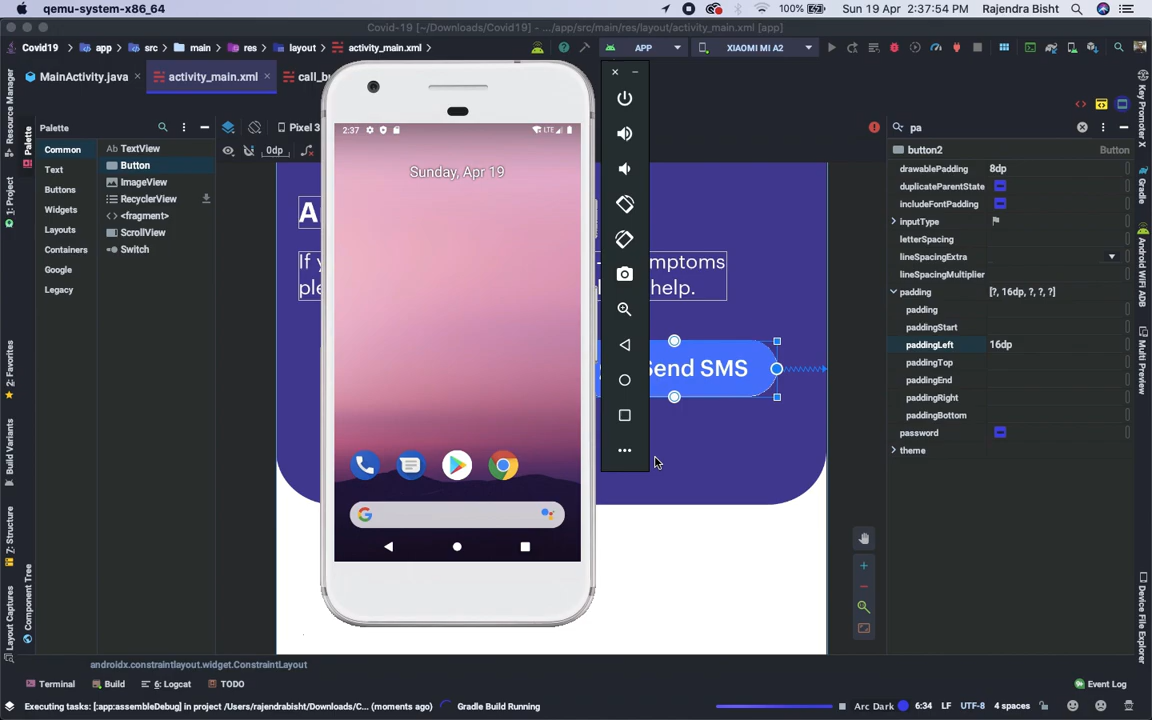 qemu-system-x86_64
100%
Sun 19 Apr 2:37:54 PM
Rajendra Bisht
Covid-19 [~/Downloads/Covid19] - .../app/src/main/res/layout/activity_main.xml [app]
Covid19
app
src
main
res
layout
activity_main.xml
APP
XIAOMI MI A2
MainActivity.java
activity_main.xml
Palette
Pixel 3
pa
0dp
button2
Button
Common
Text
Buttons
Widgets
Layouts
Containers
Google
Legacy
Ab TextView
Button
ImageView
RecyclerView
<fragment>
ScrollView
Switch
2:37
LTE
Sunday, Apr 19
mptoms
help.
Send SMS
drawablePadding
8dp
duplicateParentState
includeFontPadding
inputType
letterSpacing
lineSpacingExtra
lineSpacingMultiplier
padding
[?, 16dp, ?, ?, ?]
padding
paddingStart
paddingLeft
16dp
paddingTop
paddingEnd
paddingRight
paddingBottom
password
theme
Resource Manager
Palette
1: Project
2: Favorites
Build Variants
7: Structure
Layout Captures
Component Tree
Key Promoter X
Gradle
Android WiFi ADB
Multi Preview
Device File Explorer
androidx.constraintlayout.widget.ConstraintLayout
Terminal
Build
6: Logcat
TODO
Event Log
Executing tasks: [:app:assembleDebug] in project /Users/rajendrabisht/Downloads/C... (moments ago)
Gradle Build Running
Arc Dark
6:34
LF
UTF-8
4 spaces